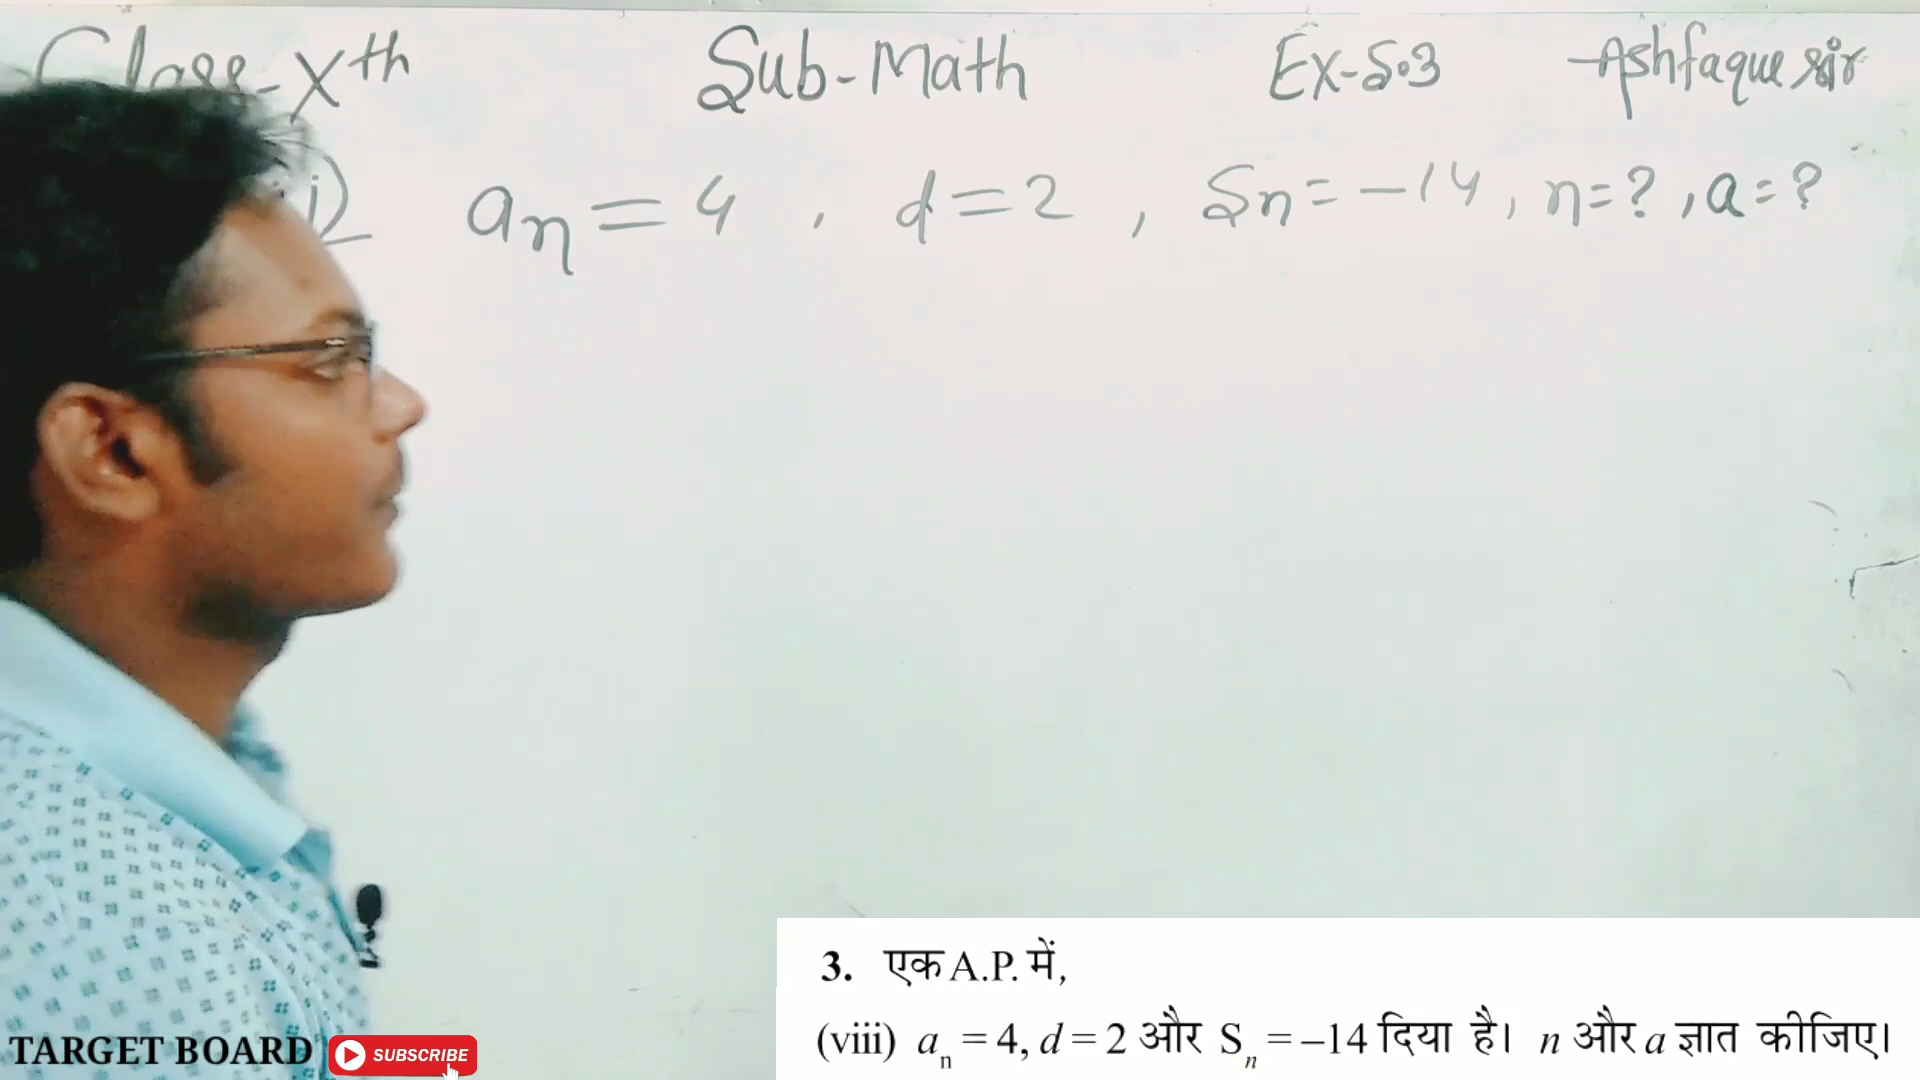 Class-Xth Sub-Math Ex-5.3 Ashfaque sir
an = 4 , d = 2 , Sn = -14 , n = ? , a = ?
3. एक A.P. में,
(viii) an = 4, d = 2 और Sn = –14 दिया है। n और a ज्ञात कीजिए।
TARGET BOARD SUBSCRIBE